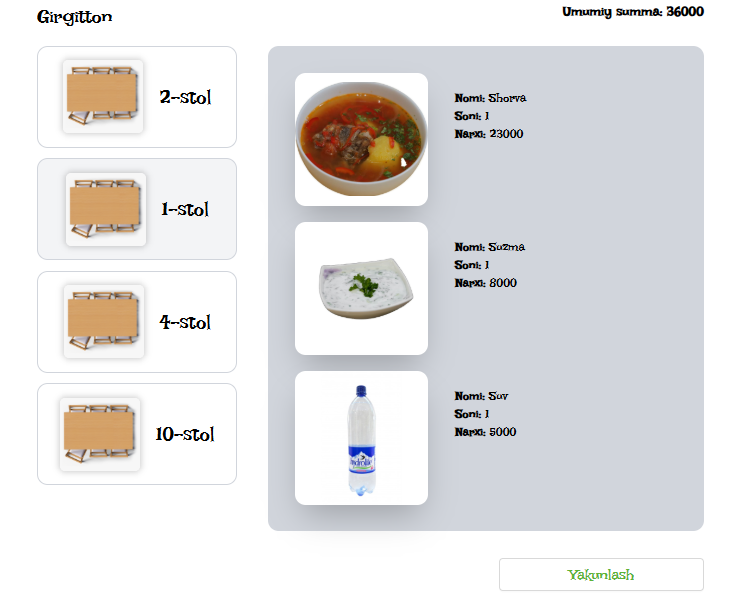 Girgitton
Umumiy summa: 36000
2-stol
1-stol
4-stol
10-stol
Nomi: Shorva
Soni: 1
Narxi: 23000
Nomi: Suzma
Soni: 1
Narxi: 8000
Nomi: Suv
Soni: 1
Narxi: 5000
Yakunlash